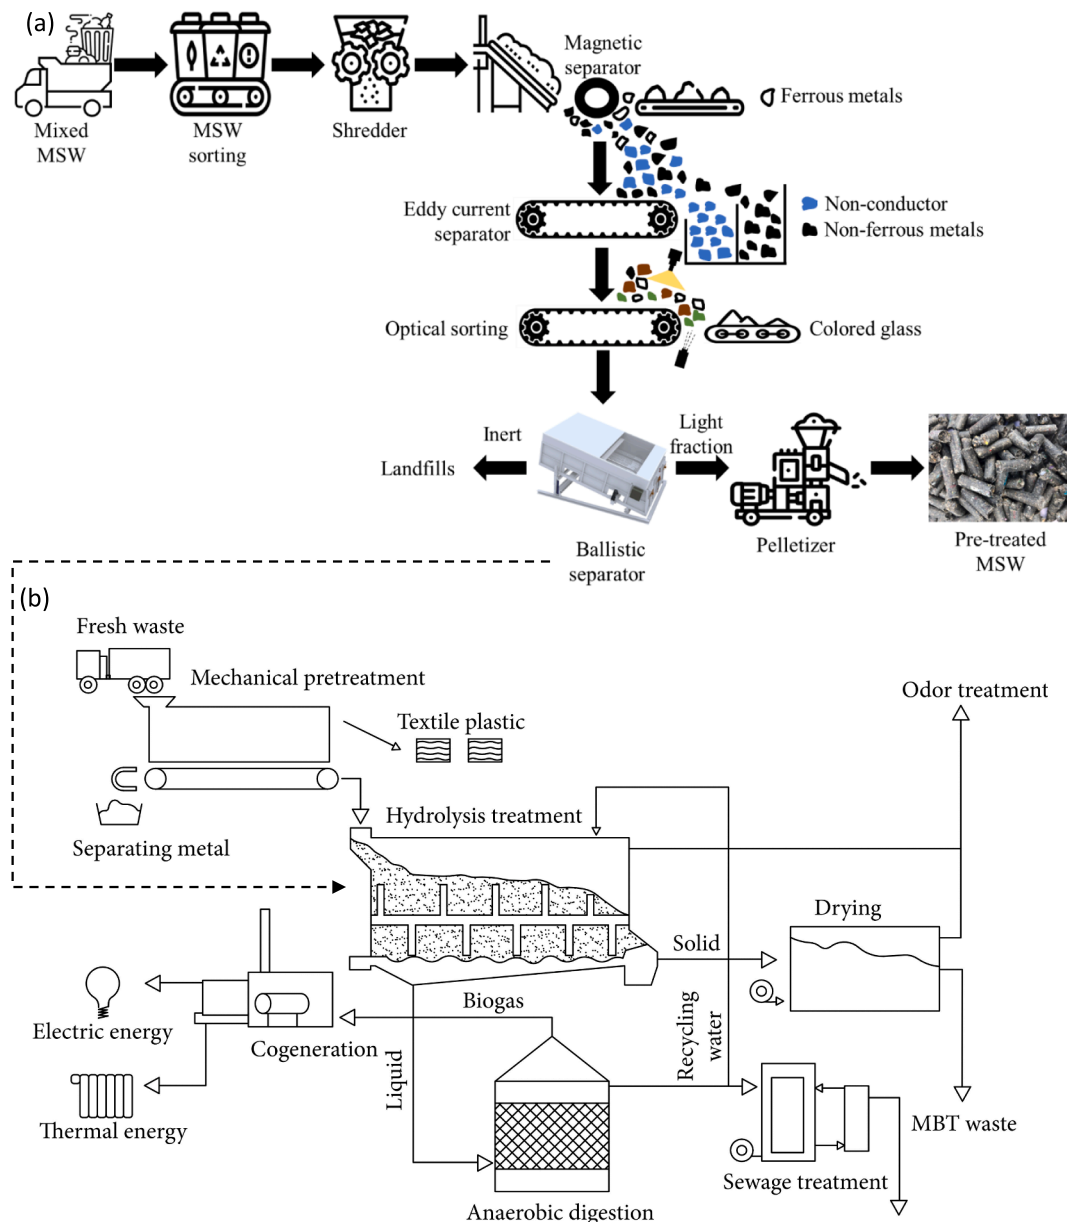 (a)
Mixed
MSW
MSW
sorting
Shredder
Magnetic
separator
Ferrous metals
Eddy current
separator
Non-conductor
Non-ferrous metals
Optical sorting
Colored glass
Inert
Landfills
Light
fraction
Ballistic
separator
Pelletizer
Pre-treated
MSW
(b)
Fresh waste
Mechanical pretreatment
Textile plastic
Separating metal
Hydrolysis treatment
Odor treatment
Drying
Solid
Biogas
Electric energy
Cogeneration
Liquid
Recycling
water
Thermal energy
MBT waste
Sewage treatment
Anaerobic digestion